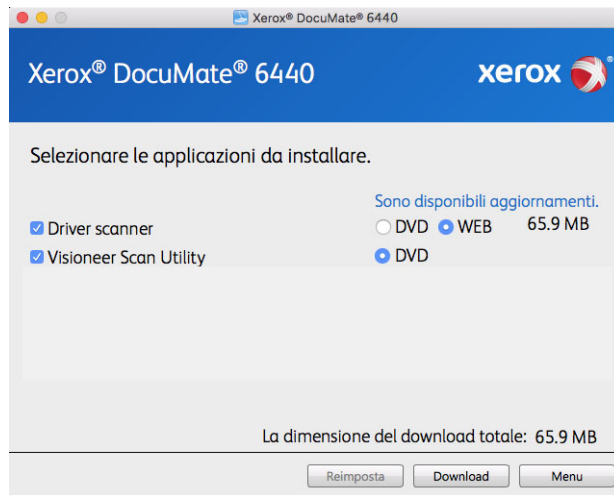 Xerox® DocuMate® 6440
Xerox® DocuMate® 6440
xerox®
Selezionare le applicazioni da installare.
Sono disponibili aggiornamenti.
Driver scanner DVD WEB 65.9 MB
Visioneer Scan Utility DVD
La dimensione del download totale: 65.9 MB
Reimposta Download Menu